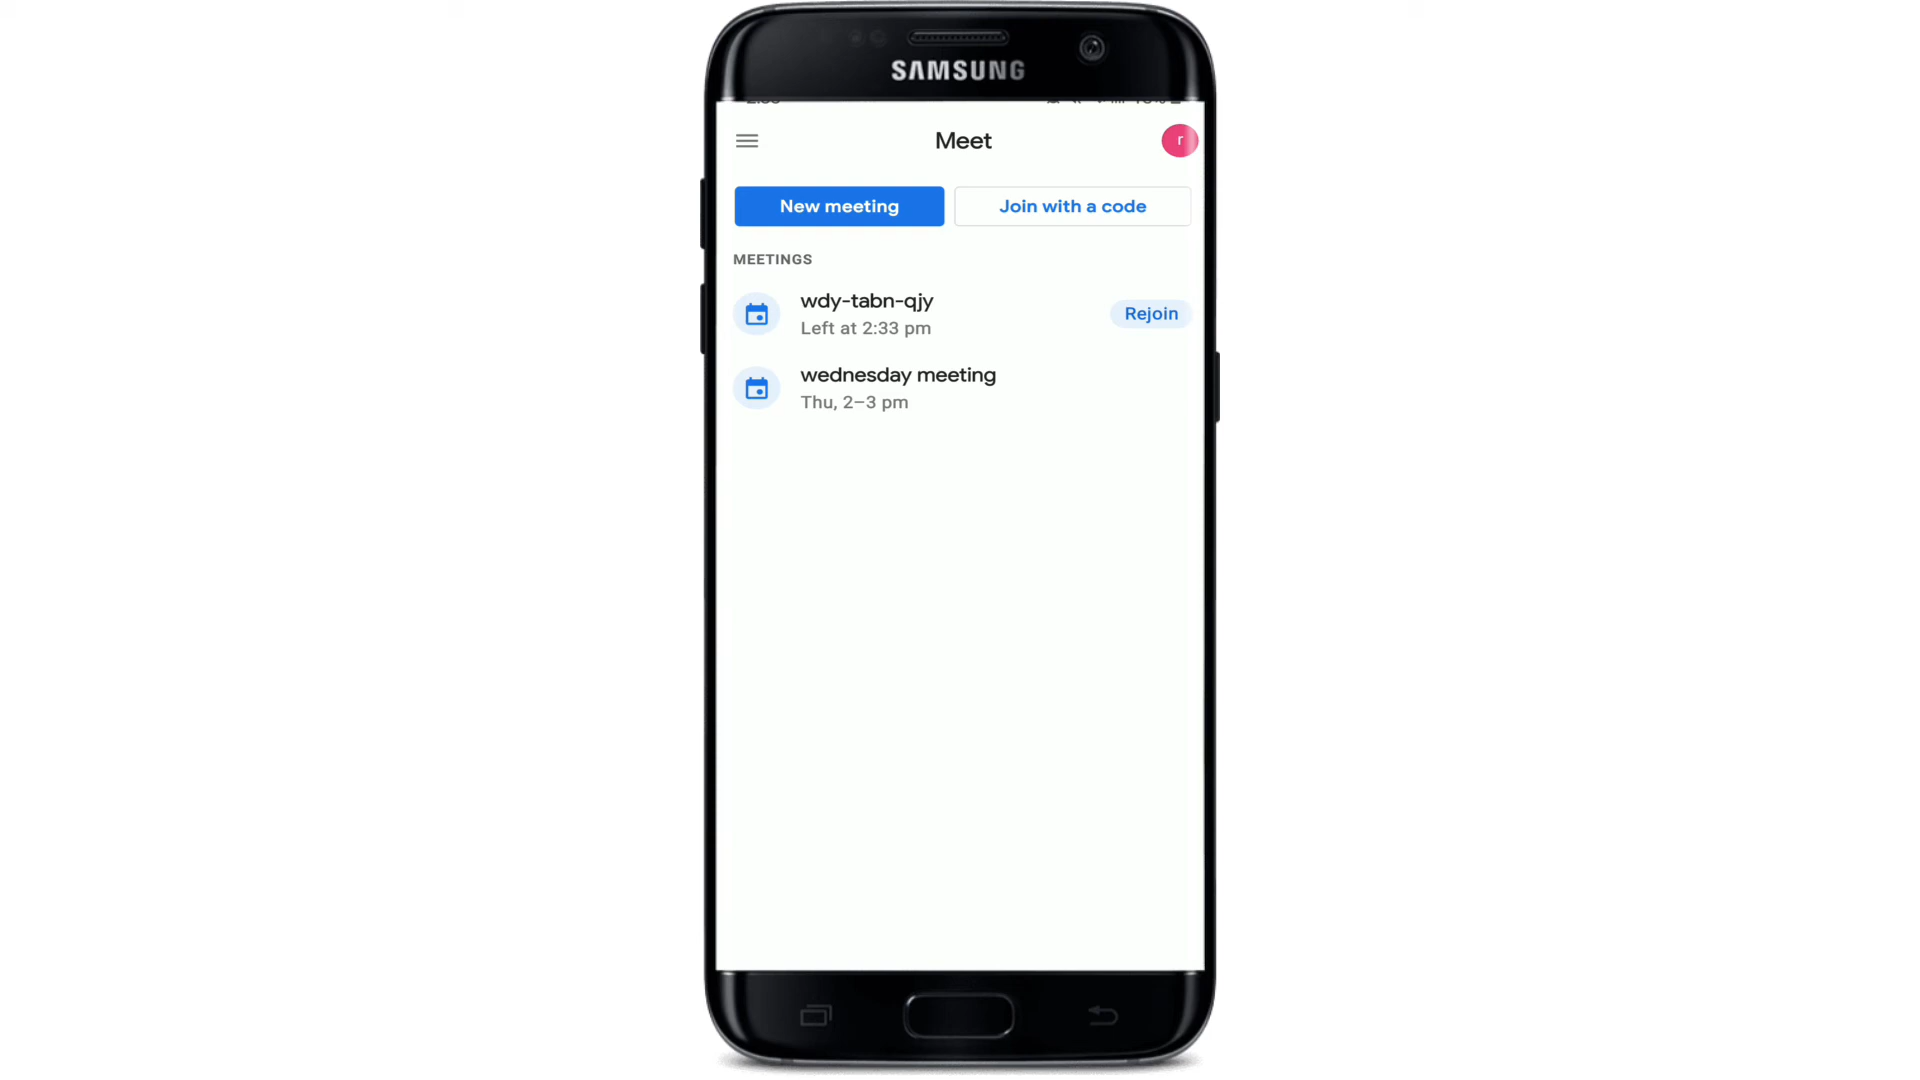 SAMSUNG
Meet
r
New meeting
Join with a code
MEETINGS
wdy-tabn-qjy
Left at 2:33 pm
Rejoin
wednesday meeting
Thu, 2–3 pm